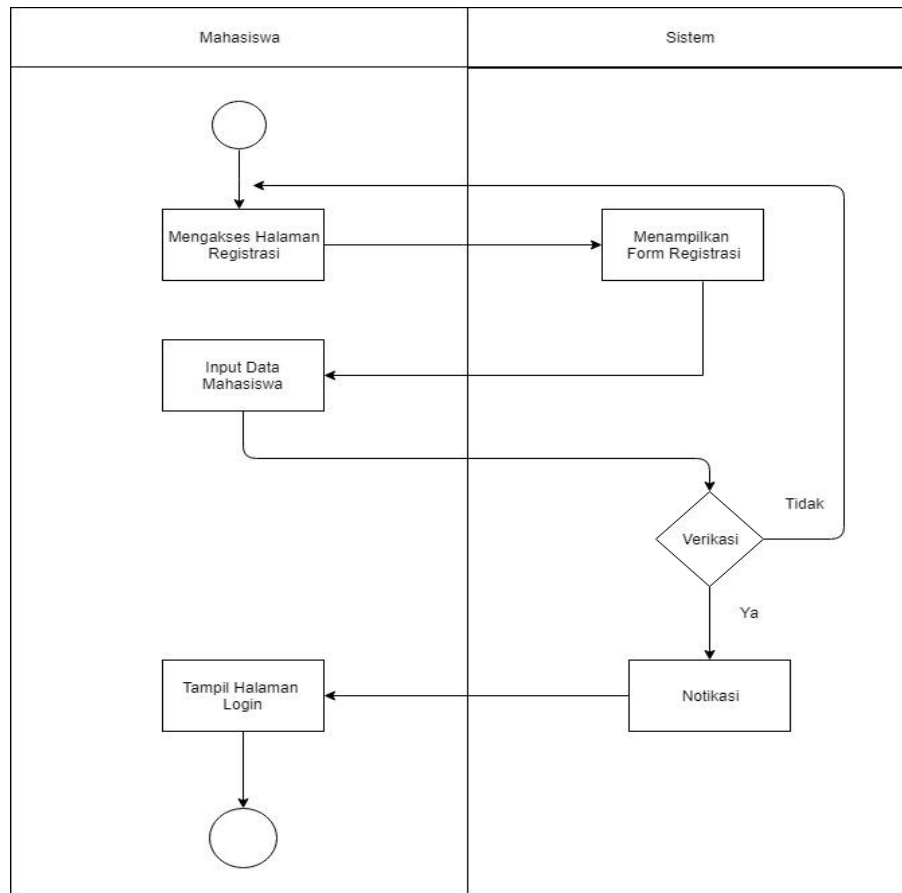 Mahasiswa
Sistem
Mengakses Halaman
Registrasi
Menampilkan
Form Registrasi
Input Data
Mahasiswa
Tidak
Verikasi
Ya
Tampil Halaman
Login
Notikasi